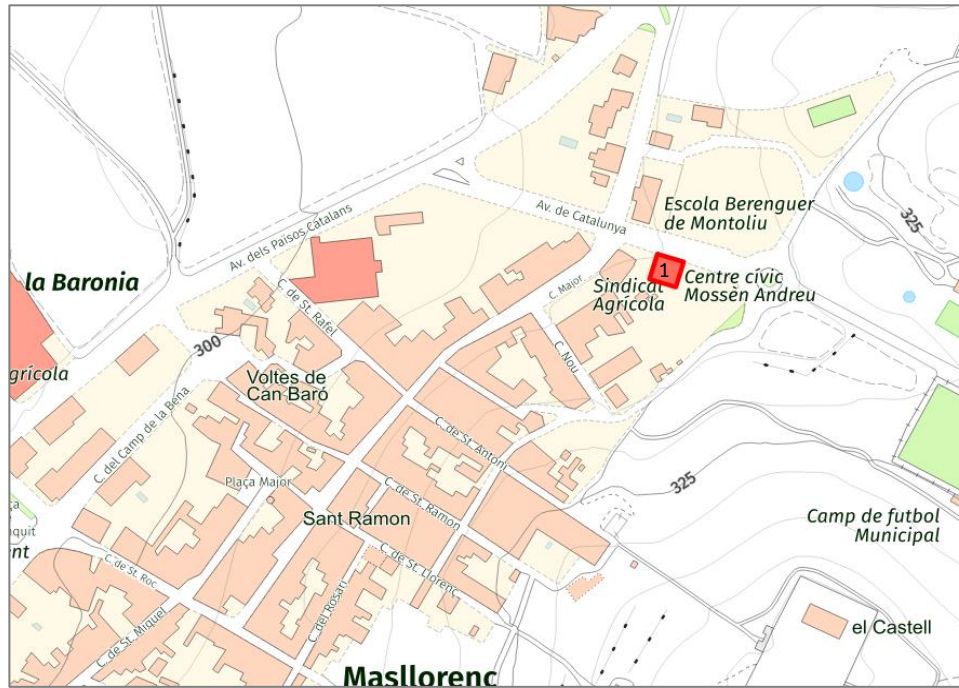 Av. dels Països Catalans
Av. de Catalunya
Escola Berenguer
de Montoliu
325
la Baronia
C. de St. Rafel
C. Major
Sindicat
Agrícola
1
Centre cívic
Mossèn Andreu
300
grícola
Voltes de
Can Baró
C. Nou
C. del Camp de la Bena
C. de St. Antoni
Plaça Major
325
C. de St. Ramon
Sant Ramon
Camp de futbol
Municipal
C. de St. Roc
C. de St. Llorenç
C. del Rosari
C. de St. Miquel
el Castell
Masllorenç